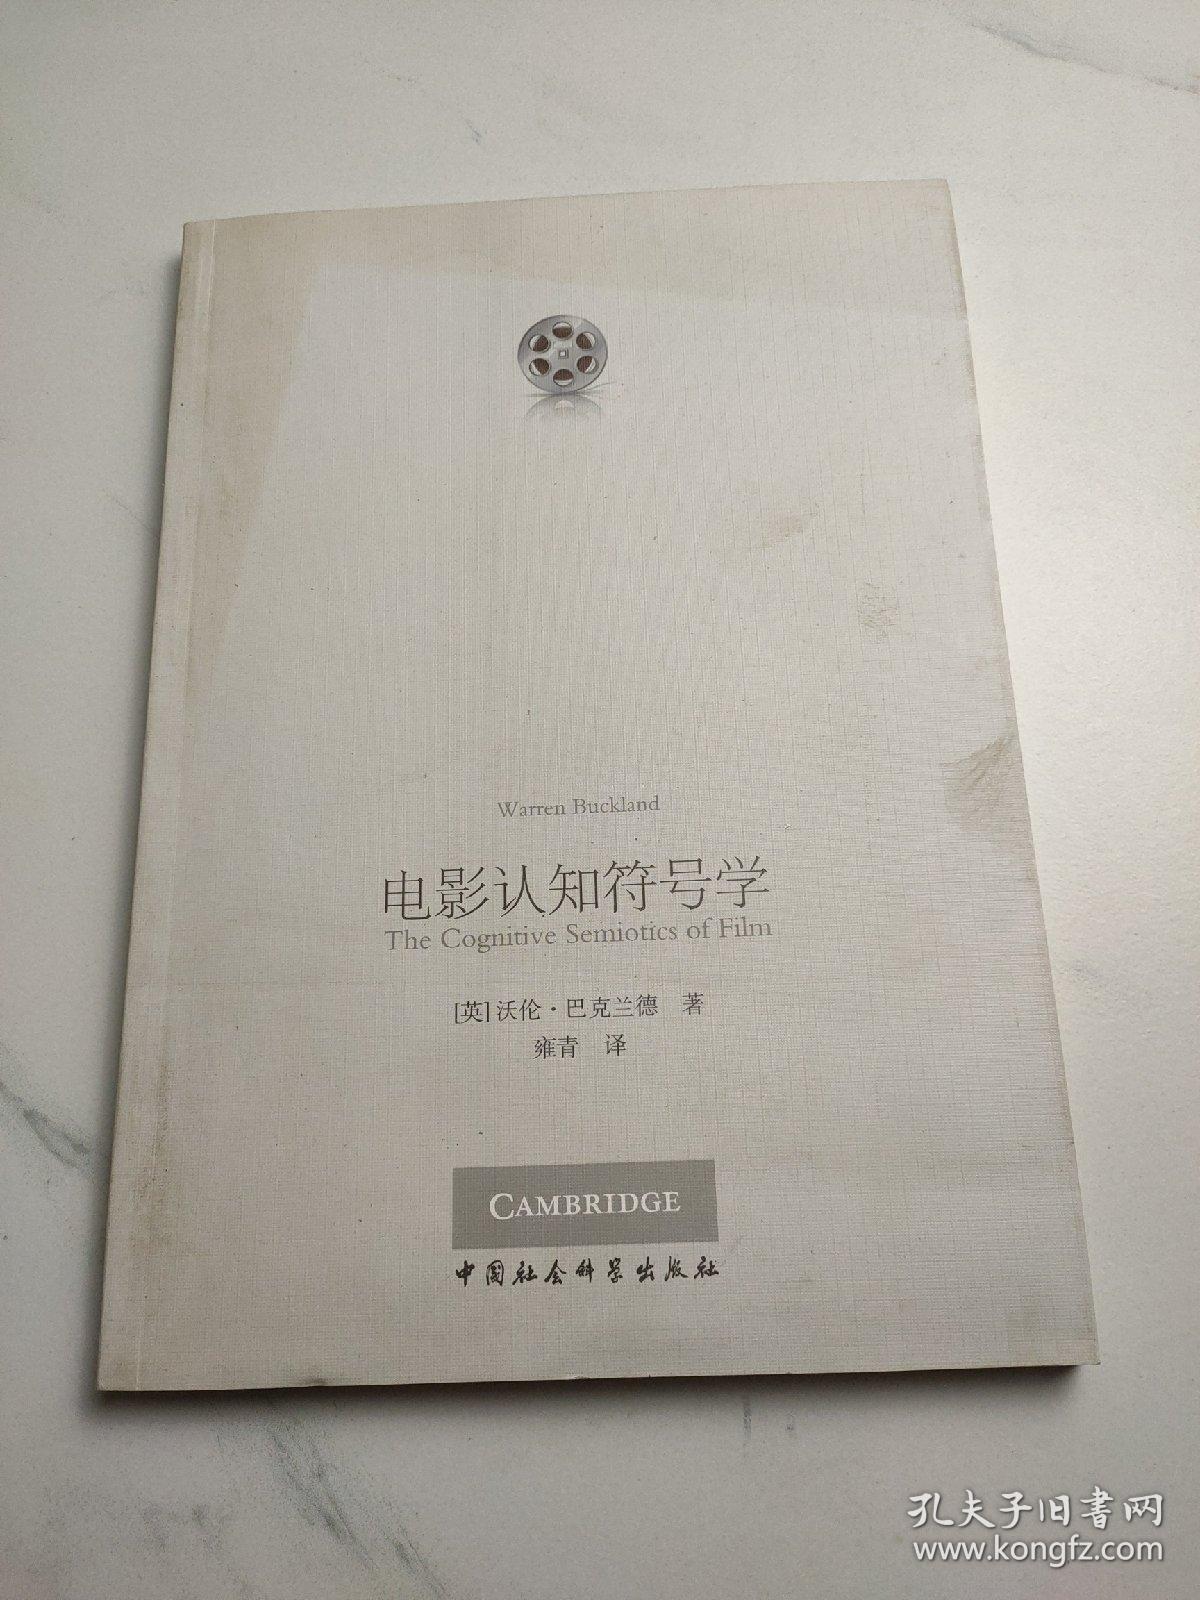 Warren Buckland
电影认知符号学
The Cognitive Semiotics of Film
[英]沃伦·巴克兰德 著
雍青 译
CAMBRIDGE
中国社会科学出版社
孔夫子旧书网
www.kongfz.com